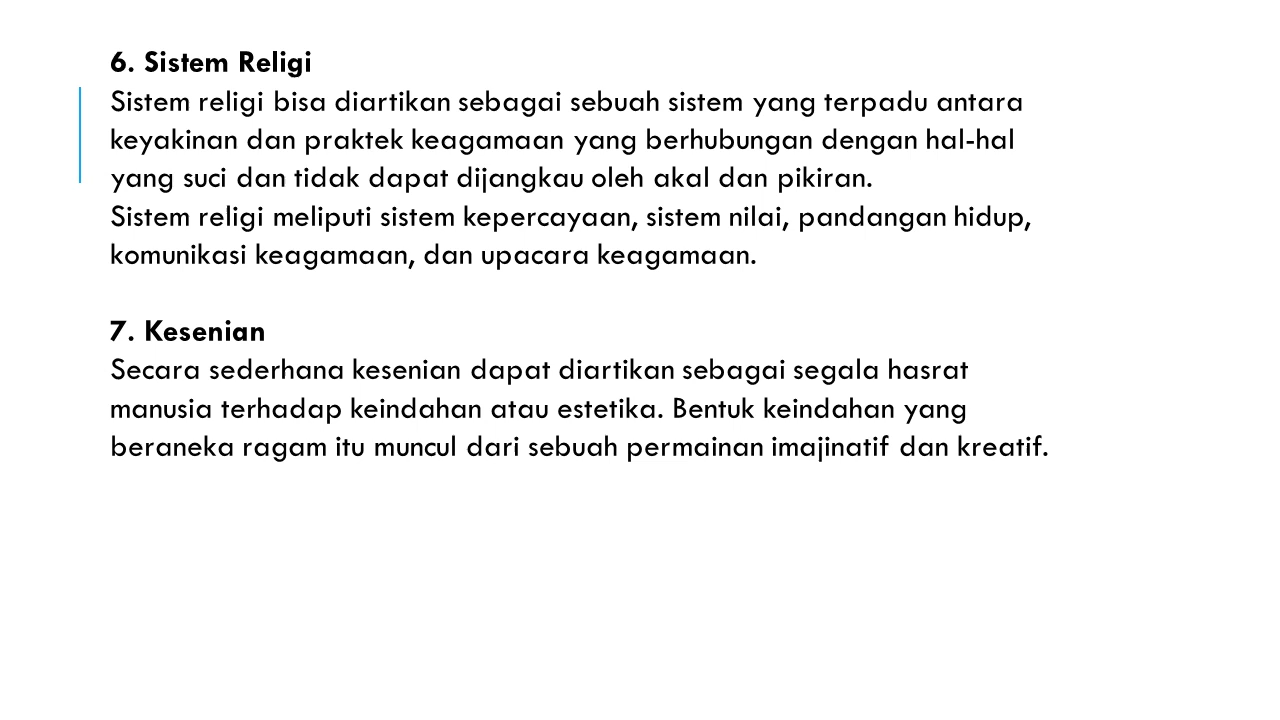 6. Sistem Religi
Sistem religi bisa diartikan sebagai sebuah sistem yang terpadu antara
keyakinan dan praktek keagamaan yang berhubungan dengan hal-hal
yang suci dan tidak dapat dijangkau oleh akal dan pikiran.
Sistem religi meliputi sistem kepercayaan, sistem nilai, pandangan hidup,
komunikasi keagamaan, dan upacara keagamaan.
7. Kesenian
Secara sederhana kesenian dapat diartikan sebagai segala hasrat
manusia terhadap keindahan atau estetika. Bentuk keindahan yang
beraneka ragam itu muncul dari sebuah permainan imajinatif dan kreatif.